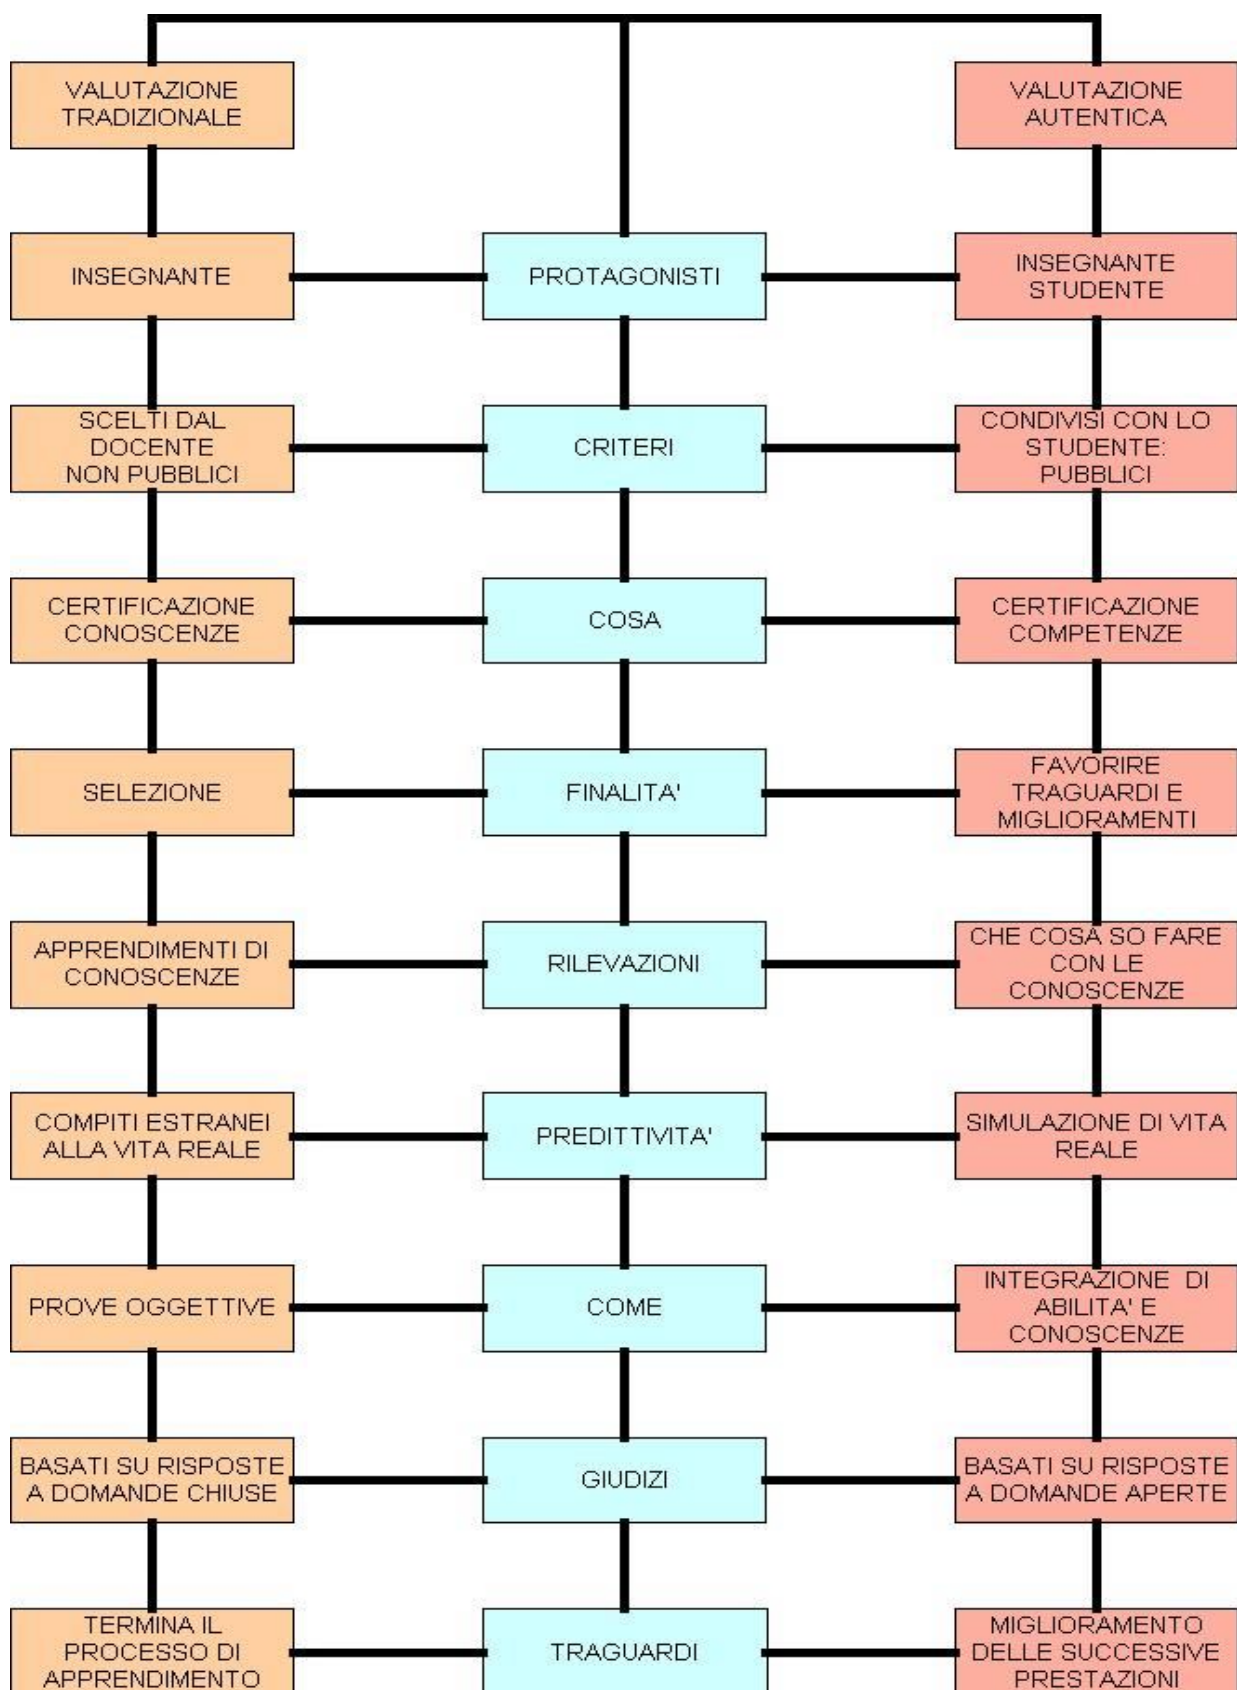 VALUTAZIONE
TRADIZIONALE
VALUTAZIONE
AUTENTICA
INSEGNANTE
PROTAGONISTI
INSEGNANTE
STUDENTE
SCELTI DAL
DOCENTE
NON PUBBLICI
CRITERI
CONDIVISI CON LO
STUDENTE:
PUBBLICI
CERTIFICAZIONE
CONOSCENZE
COSA
CERTIFICAZIONE
COMPETENZE
SELEZIONE
FINALITA'
FAVORIRE
TRAGUARDI E
MIGLIORAMENTI
APPRENDIMENTI DI
CONOSCENZE
RILEVAZIONI
CHE COSA SO FARE
CON LE
CONOSCENZE
COMPITI ESTRANEI
ALLA VITA REALE
PREDITTIVITA'
SIMULAZIONE DI VITA
REALE
PROVE OGGETTIVE
COME
INTEGRAZIONE DI
ABILITA' E
CONOSCENZE
BASATI SU RISPOSTE
A DOMANDE CHIUSE
GIUDIZI
BASATI SU RISPOSTE
A DOMANDE APERTE
TERMINA IL
PROCESSO DI
APPRENDIMENTO
TRAGUARDI
MIGLIORAMENTO
DELLE SUCCESSIVE
PRESTAZIONI